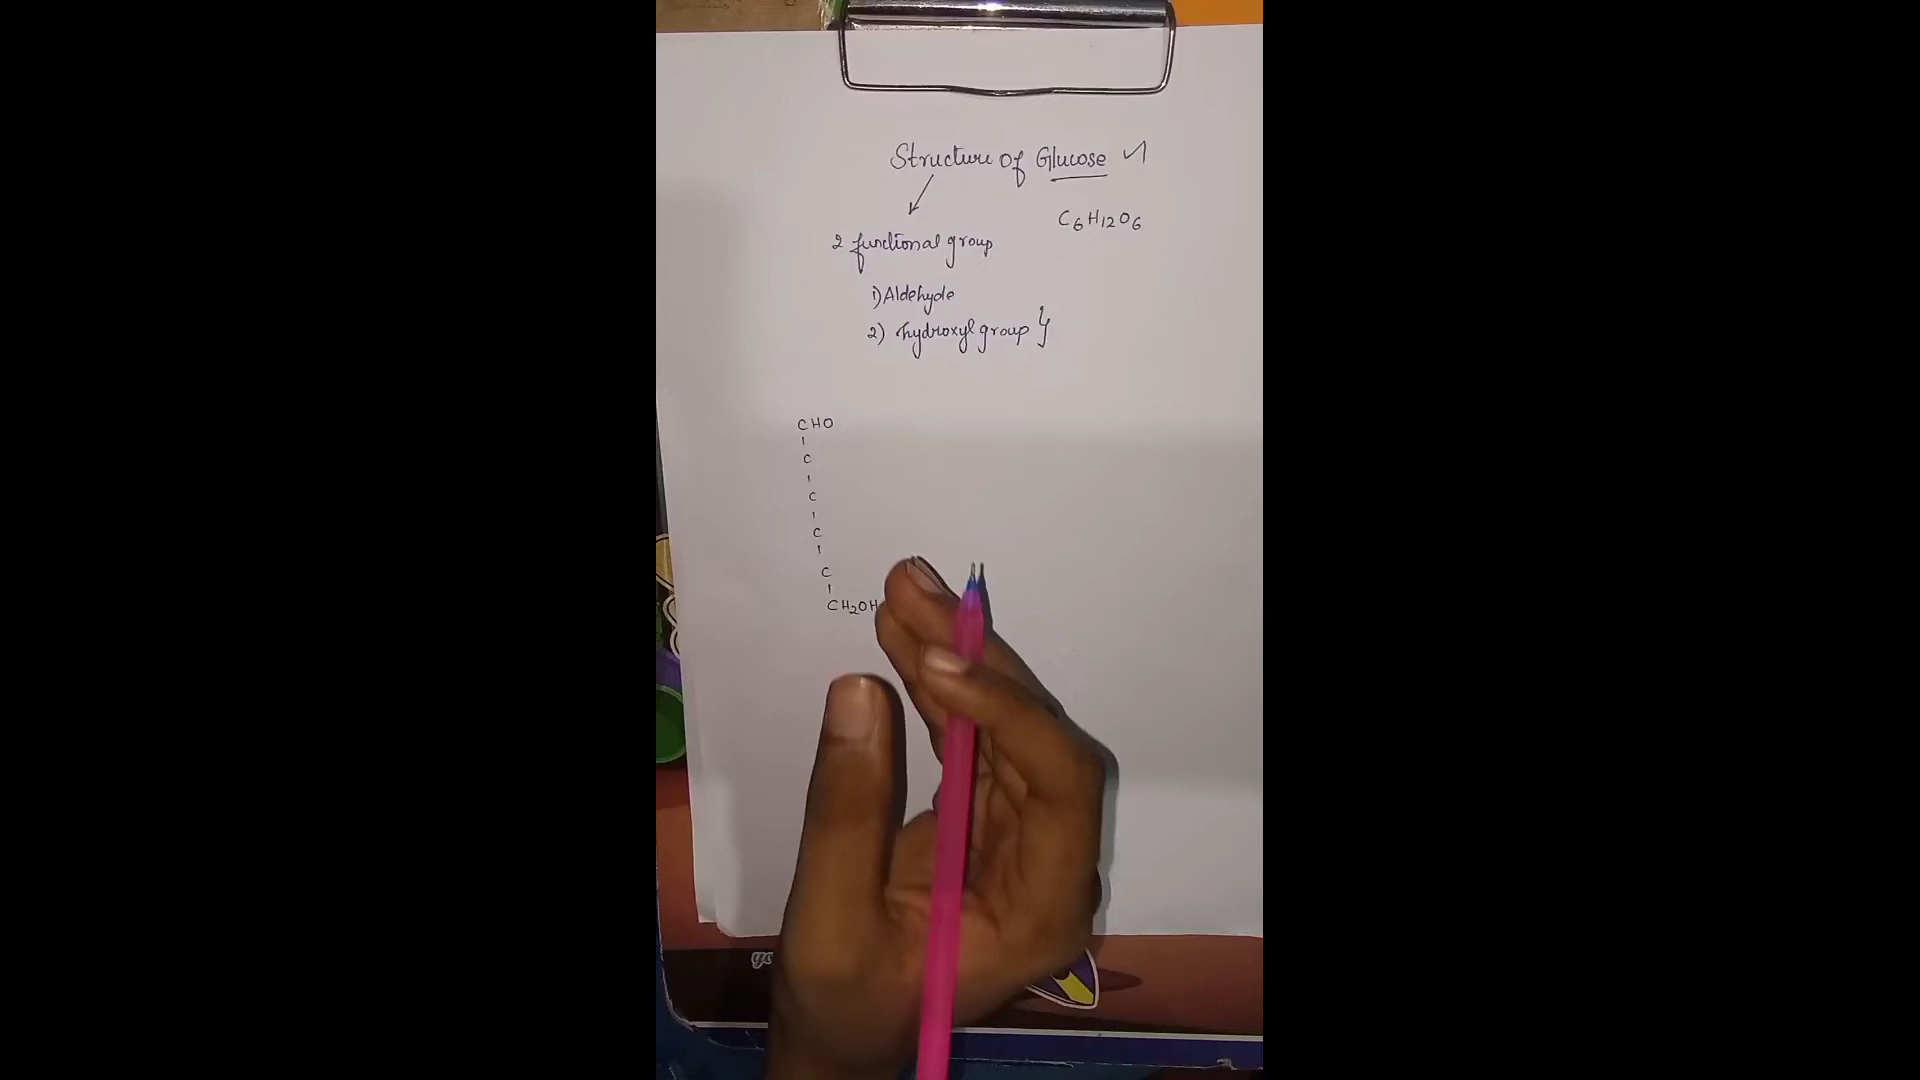 Structure of Glucose
C6H12O6
2 functional group
1) Aldehyde
2) hydroxyl group
CHO
C
C
C
C
CH2OH